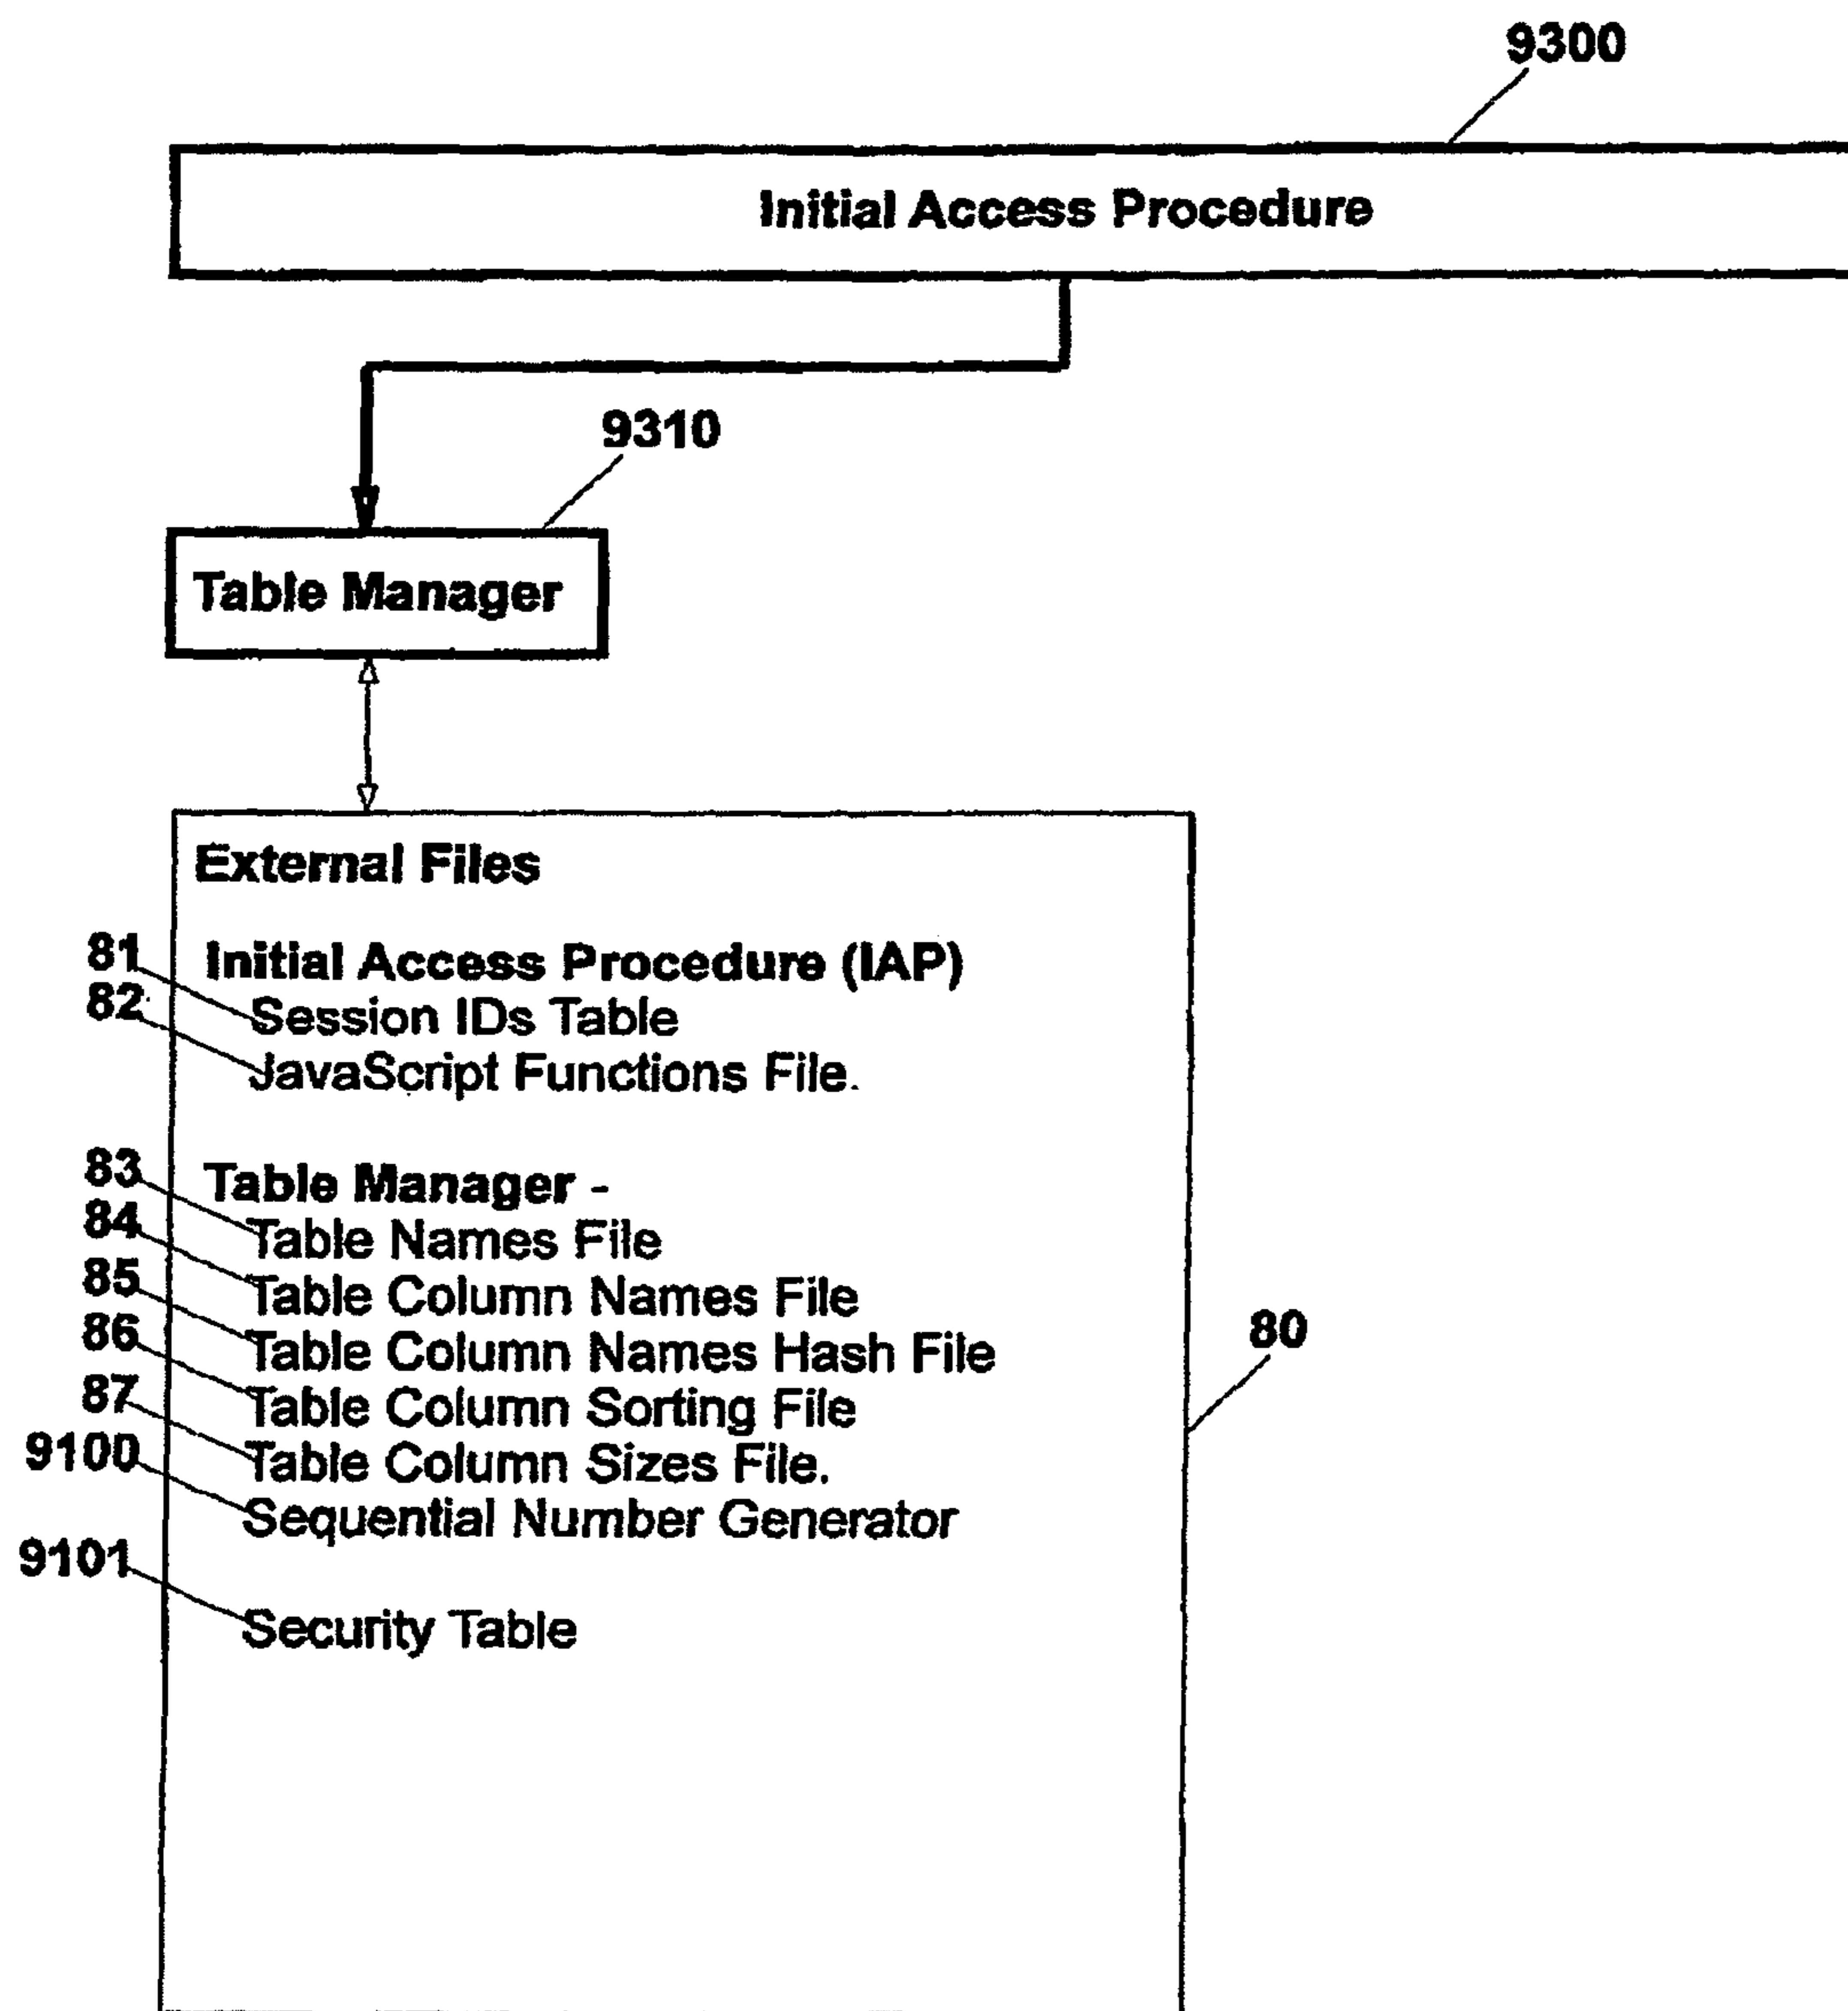 9300
Initial Access Procedure
9310
Table Manager
External Files
81 Initial Access Procedure (IAP)
82 Session IDs Table
JavaScript Functions File.
83 Table Manager -
84 Table Names File
85 Table Column Names File
86 Table Column Names Hash File
80
87 Table Column Sorting File
9100 Table Column Sizes File.
Sequential Number Generator
9101
Security Table